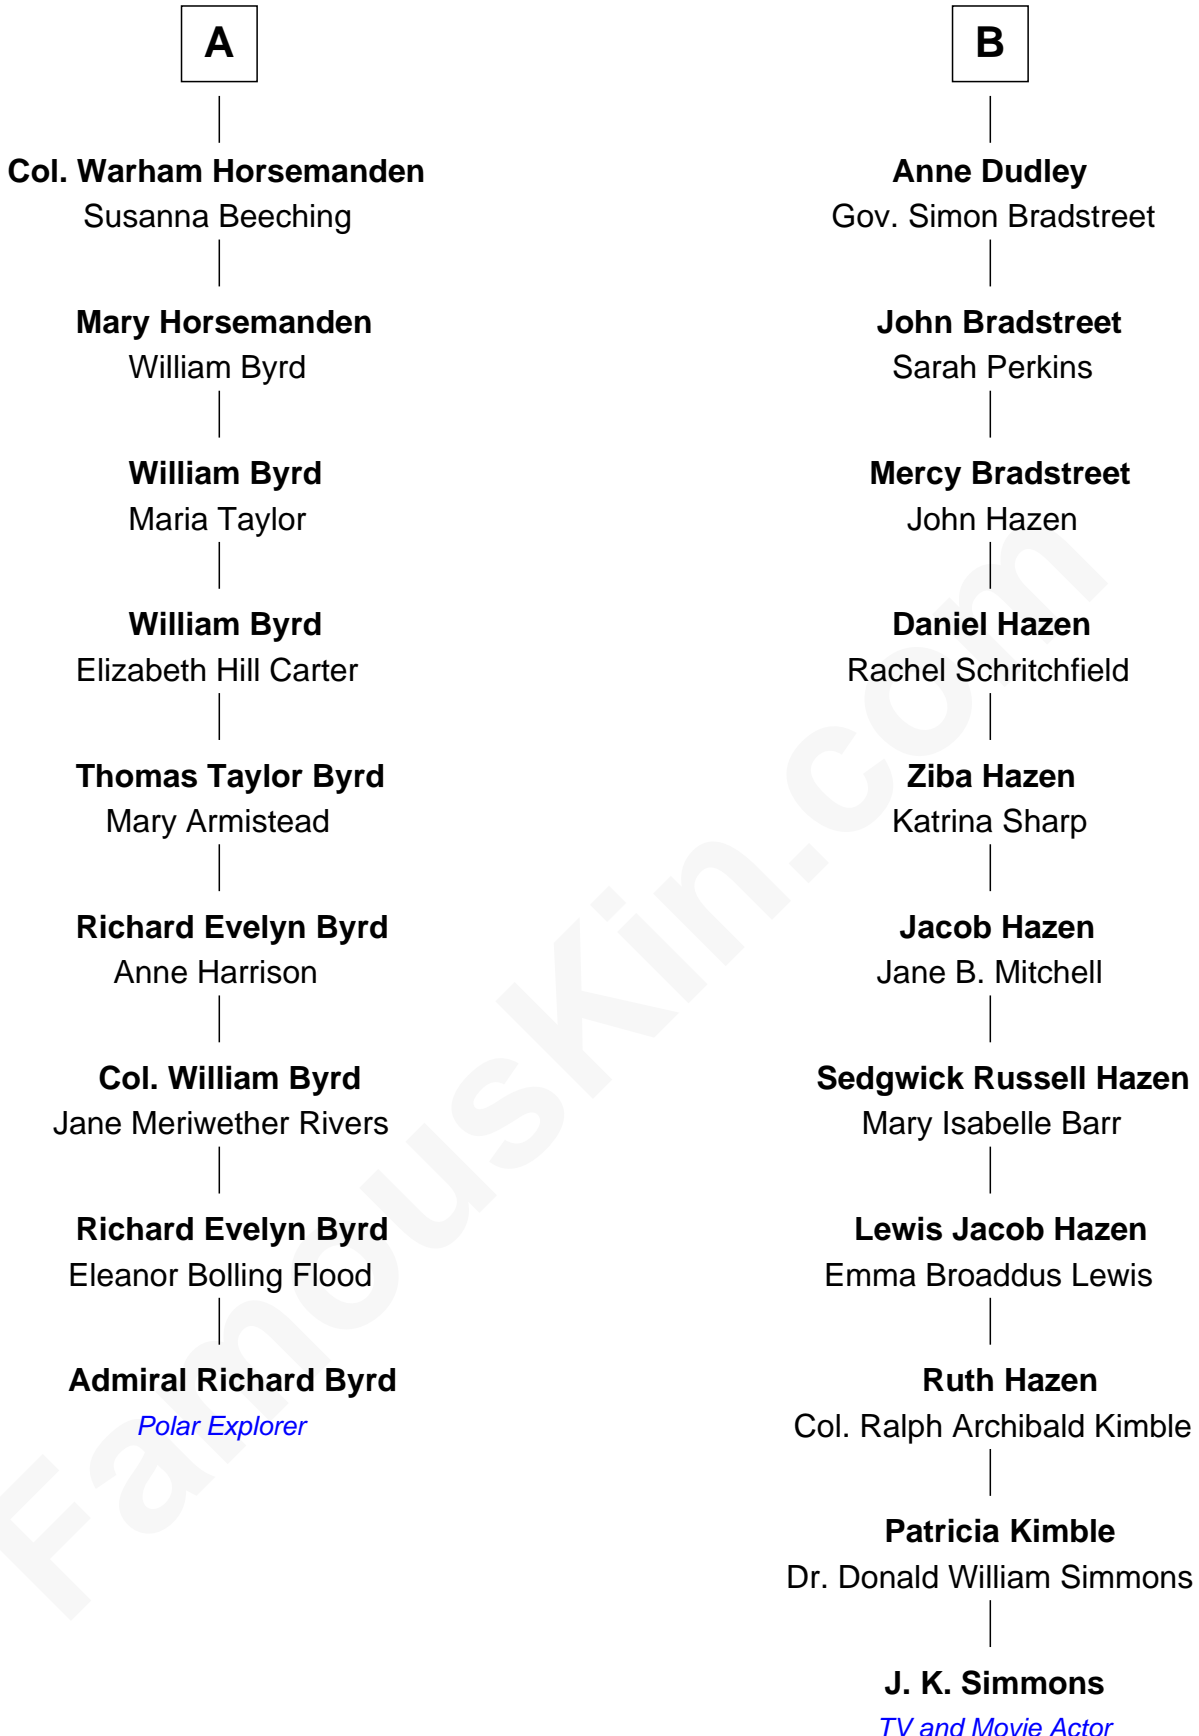 A
Col. Warham Horsemanden
Susanna Beeching
Mary Horsemanden
William Byrd
William Byrd
Maria Taylor
William Byrd
Elizabeth Hill Carter
Thomas Taylor Byrd
Mary Armistead
Richard Evelyn Byrd
Anne Harrison
Col. William Byrd
Jane Meriwether Rivers
Richard Evelyn Byrd
Eleanor Bolling Flood
Admiral Richard Byrd
Polar Explorer
B
Anne Dudley
Gov. Simon Bradstreet
John Bradstreet
Sarah Perkins
Mercy Bradstreet
John Hazen
Daniel Hazen
Rachel Schritchfield
Ziba Hazen
Katrina Sharp
Jacob Hazen
Jane B. Mitchell
Sedgwick Russell Hazen
Mary Isabelle Barr
Lewis Jacob Hazen
Emma Broaddus Lewis
Ruth Hazen
Col. Ralph Archibald Kimble
Patricia Kimble
Dr. Donald William Simmons
J. K. Simmons
TV and Movie Actor
FamousKin.com